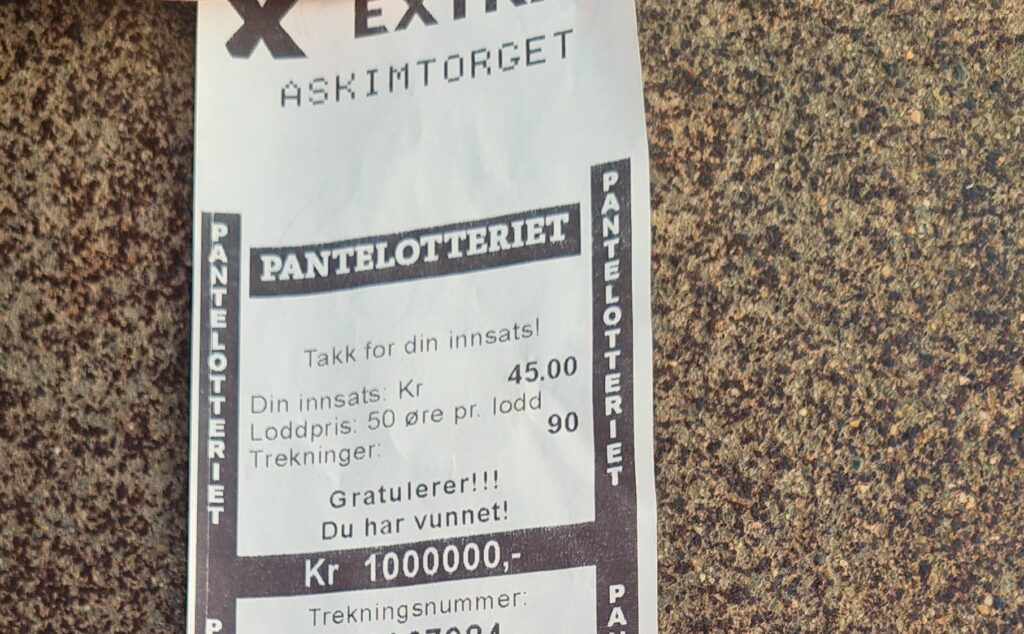 X EXTRA
ASKIMTORGET
PANTELOTTERIET
Takk for din innsats!
Din innsats: Kr 45.00
Loddpris: 50 øre pr. lodd
Trekninger: 90
Gratulerer!!!
Du har vunnet!
Kr 1000000,-
Trekningsnummer:
PANTELOTTERIET
PANTELOTTERIET